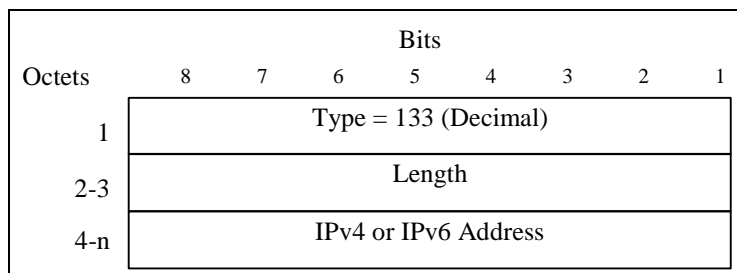 Bits
Octets 8 7 6 5 4 3 2 1
1 Type = 133 (Decimal)
2-3 Length
4-n IPv4 or IPv6 Address